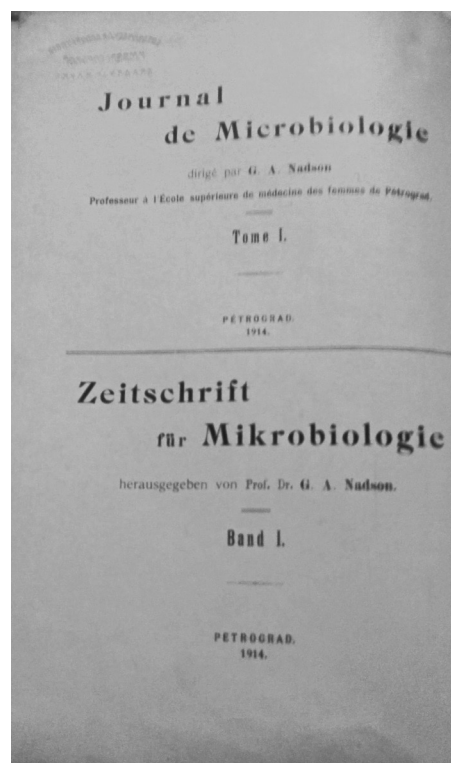 Journal
de Microbiologie
dirigé par G. A. Nadson
Professeur à l'École supérieure de médecine des femmes de Pétrograd.
Tome I.
PETROGRAD.
1914.
Zeitschrift
für Mikrobiologie
herausgegeben von Prof. Dr. G. A. Nadson.
Band I.
PETROGRAD.
1914.